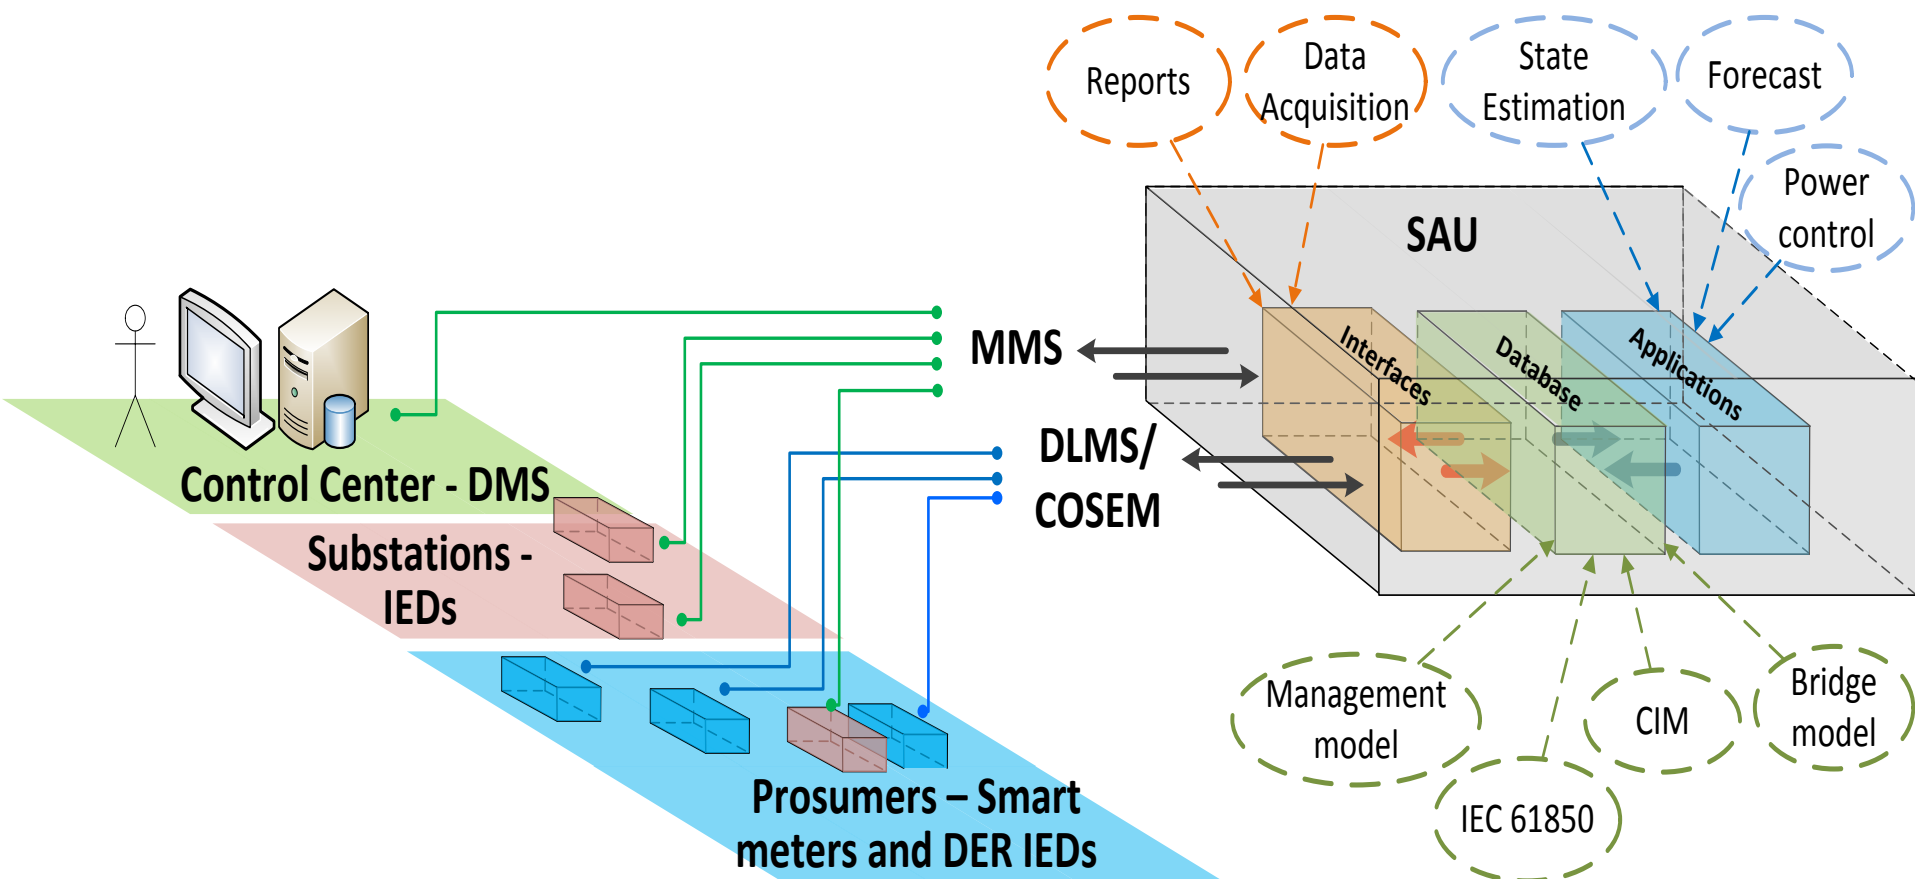 Reports
Data
Acquisition
State
Estimation
Forecast
Power
control
SAU
MMS
Interfaces
Database
Applications
DLMS/
COSEM
Control Center - DMS
Substations -
IEDs
Prosumers – Smart
meters and DER IEDs
Management
model
IEC 61850
CIM
Bridge
model